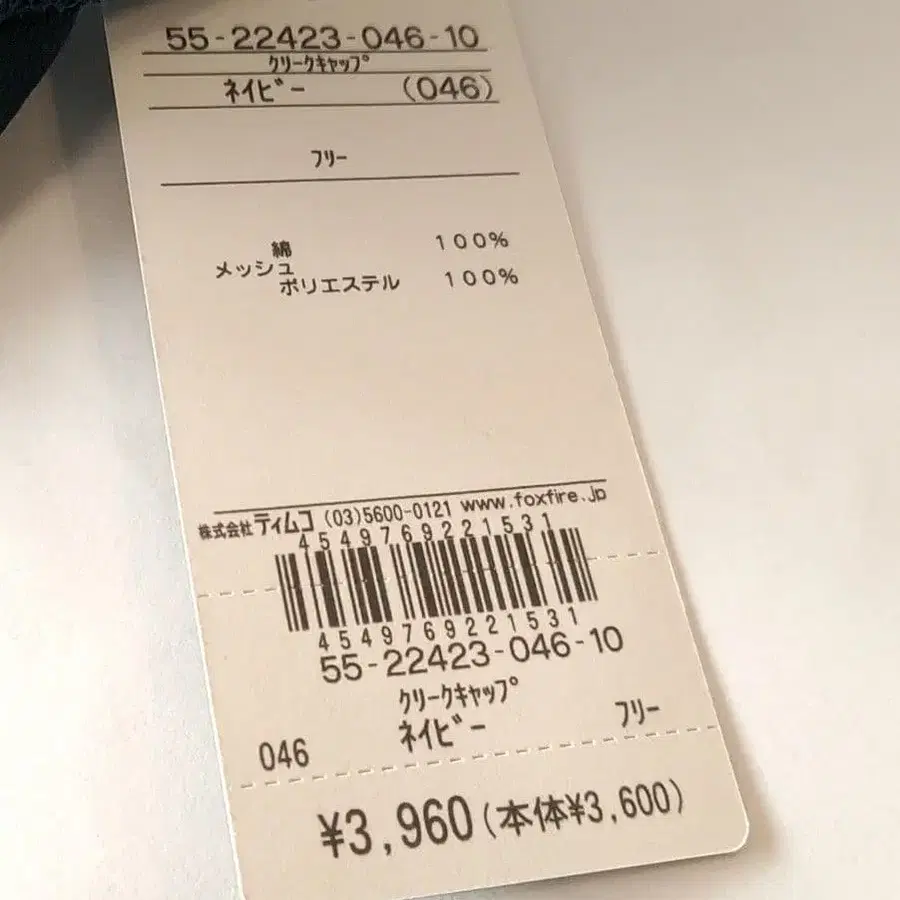 55-22423-046-10
ｸﾘｰｸｷｬｯﾌﾟ
ﾈｲﾋﾞｰ (046)
ﾌﾘｰ
綿 100%
メッシュ
ポリエステル 100%
株式会社ティムコ (03)5600-0121 www.foxfire.jp
4549769221531
4549769221531
55-22423-046-10
ｸﾘｰｸｷｬｯﾌﾟ
046 ﾈｲﾋﾞｰ ﾌﾘｰ
¥3,960(本体¥3,600)